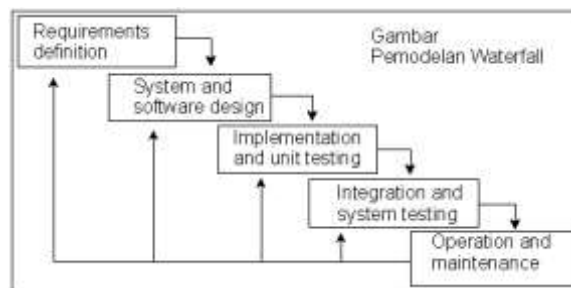 Requirements
definition
Gambar
Pemodelan Waterfall
System and
software design
Implementation
and unit testing
Integration and
system testing
Operation and
maintenance